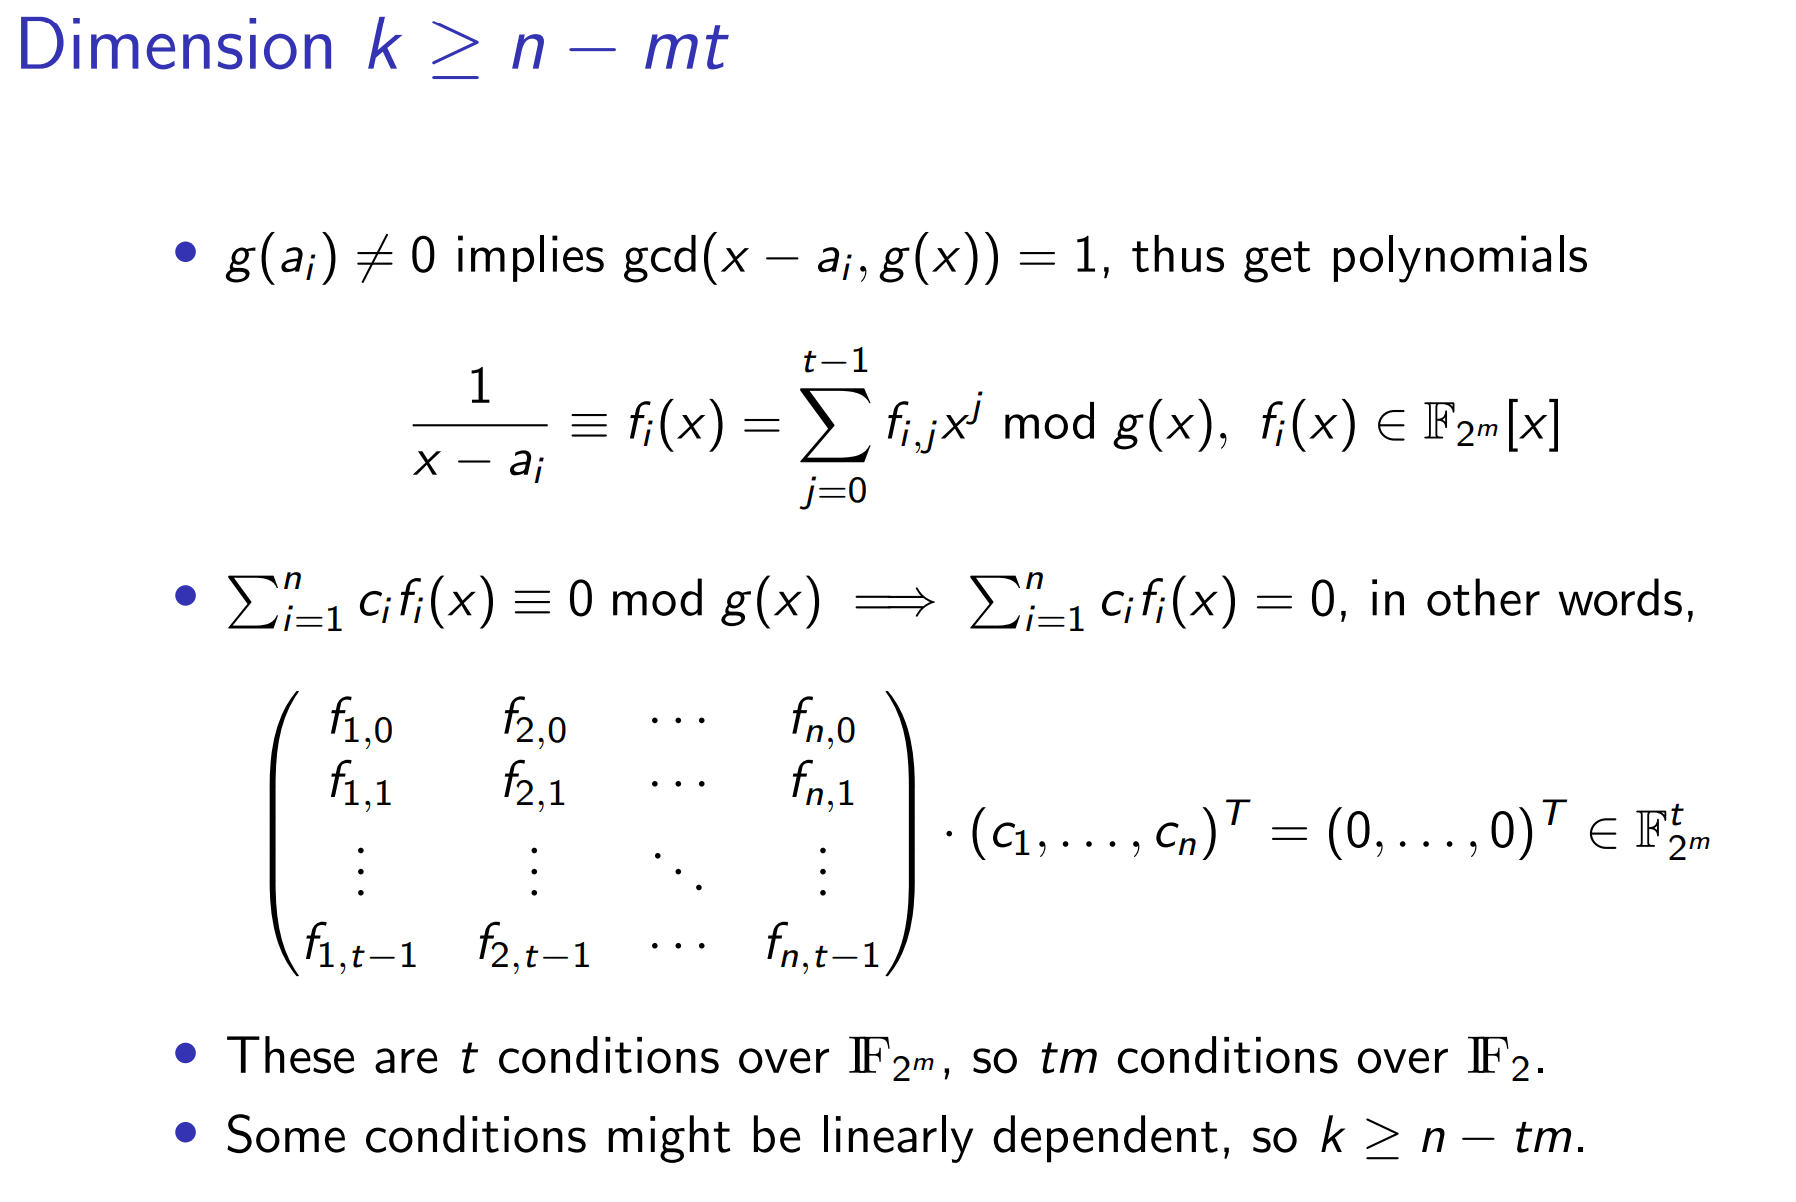 Dimension k ≥ n − mt
• g(aᵢ) ≠ 0 implies gcd(x − aᵢ, g(x)) = 1, thus get polynomials
$\frac{1}{x - a_i} \equiv f_i(x) = \sum_{j=0}^{t-1} f_{i,j} x^j \bmod g(x),\ f_i(x) \in \mathbb{F}_{2^m}[x]$
• $\sum_{i=1}^{n} c_i f_i(x) \equiv 0 \bmod g(x) \implies \sum_{i=1}^{n} c_i f_i(x) = 0$, in other words,
$\begin{pmatrix} f_{1,0} & f_{2,0} & \cdots & f_{n,0} \\ f_{1,1} & f_{2,1} & \cdots & f_{n,1} \\ \vdots & \vdots & \ddots & \vdots \\ f_{1,t-1} & f_{2,t-1} & \cdots & f_{n,t-1} \end{pmatrix} \cdot (c_1, \ldots, c_n)^T = (0, \ldots, 0)^T \in \mathbb{F}_{2^m}^t$
• These are t conditions over $\mathbb{F}_{2^m}$, so tm conditions over $\mathbb{F}_2$.
• Some conditions might be linearly dependent, so k ≥ n − tm.